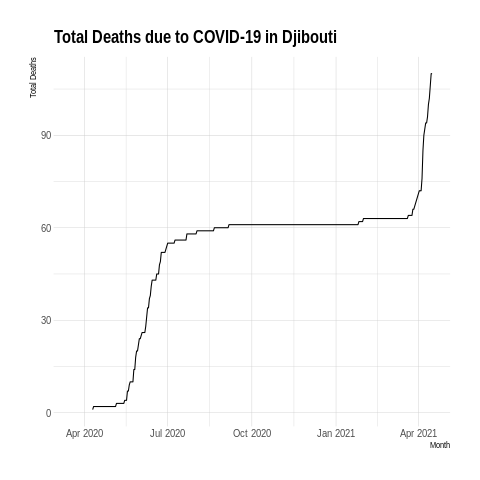 Total Deaths due to COVID-19 in Djibouti
Total Deaths
90
60
30
0
Apr 2020 Jul 2020 Oct 2020 Jan 2021 Apr 2021
Month